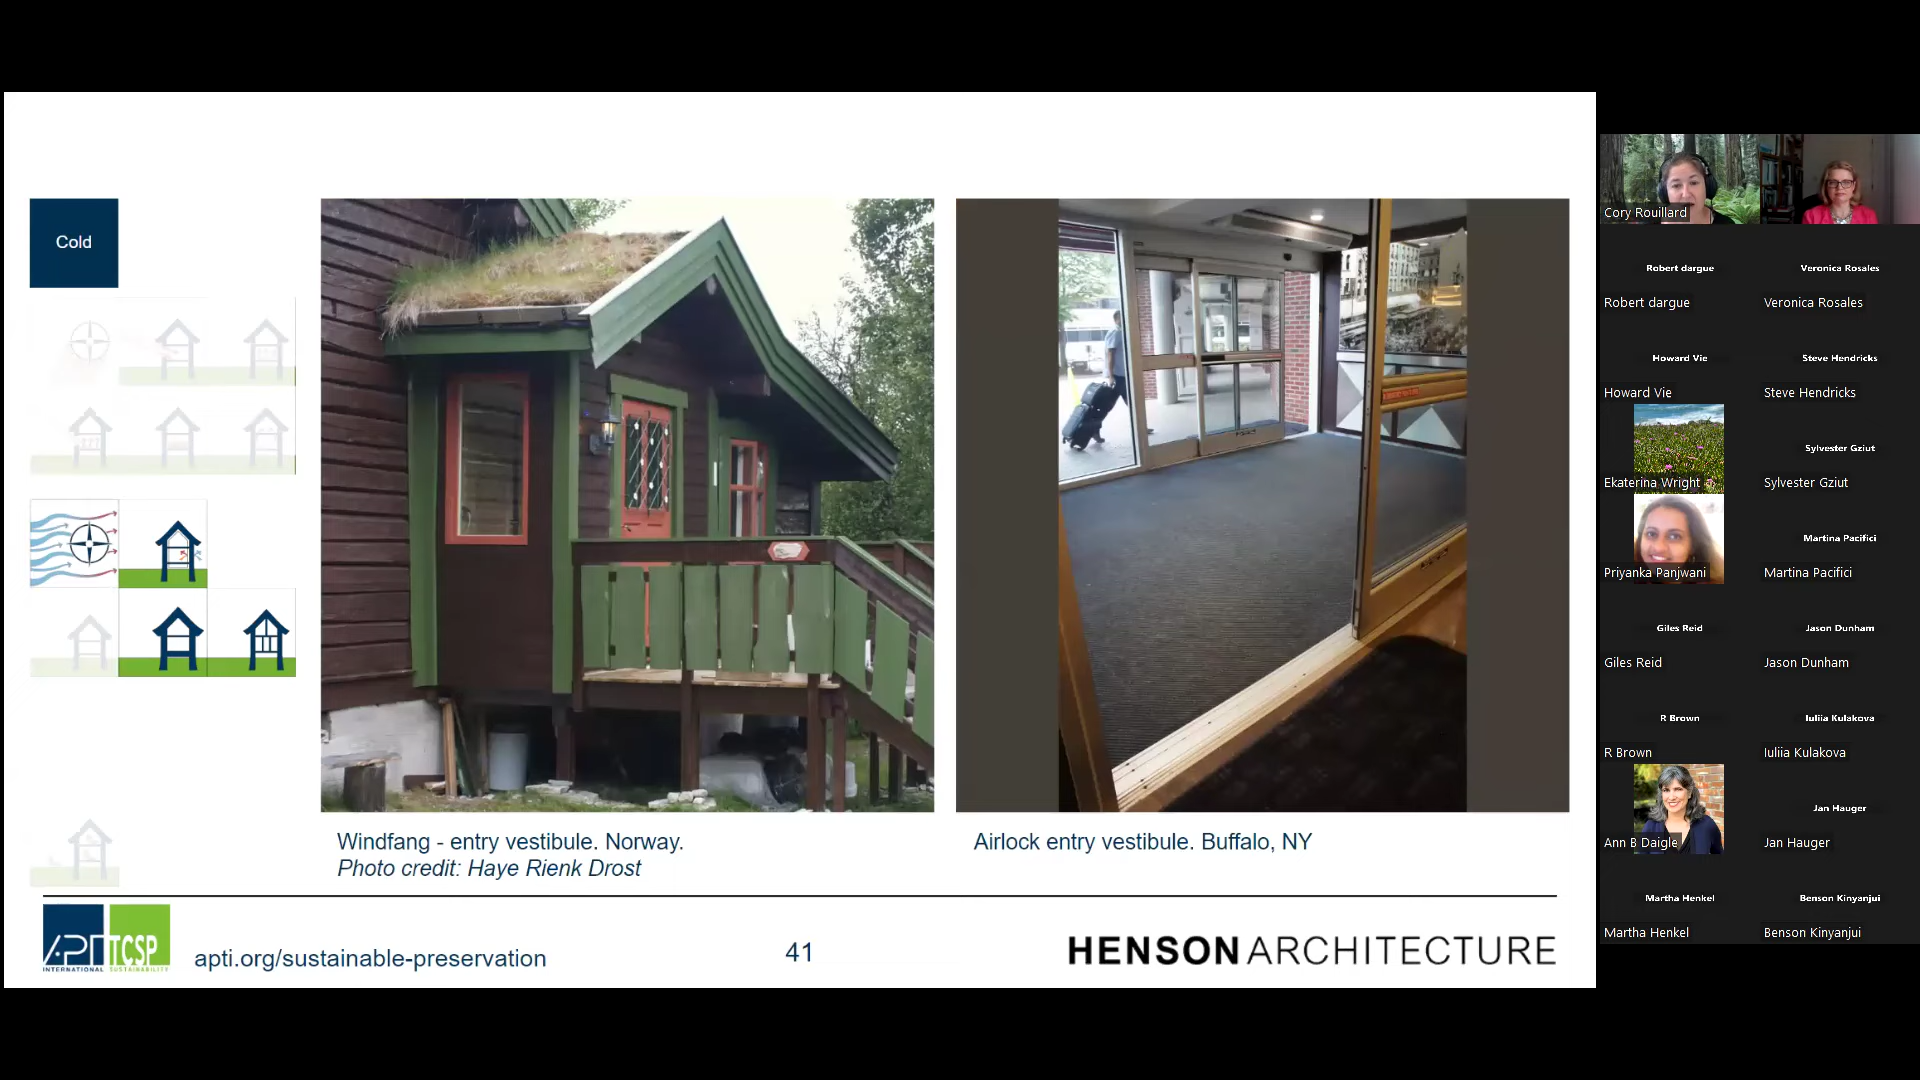 Cold
Windfang - entry vestibule. Norway.
Photo credit: Haye Rienk Drost
Airlock entry vestibule. Buffalo, NY
APTI TCSP
INTERNATIONAL SUSTAINABILITY
apti.org/sustainable-preservation
41
HENSON ARCHITECTURE
Cory Rouillard
Robert dargue
Veronica Rosales
Robert dargue
Veronica Rosales
Howard Vie
Steve Hendricks
Howard Vie
Steve Hendricks
Sylvester Gziut
Ekaterina Wright
Sylvester Gziut
Martina Pacifici
Priyanka Panjwani
Martina Pacifici
Giles Reid
Jason Dunham
Giles Reid
Jason Dunham
R Brown
Iuliia Kulakova
R Brown
Iuliia Kulakova
Jan Hauger
Ann B Daigle
Jan Hauger
Martha Henkel
Benson Kinyanjui
Martha Henkel
Benson Kinyanjui